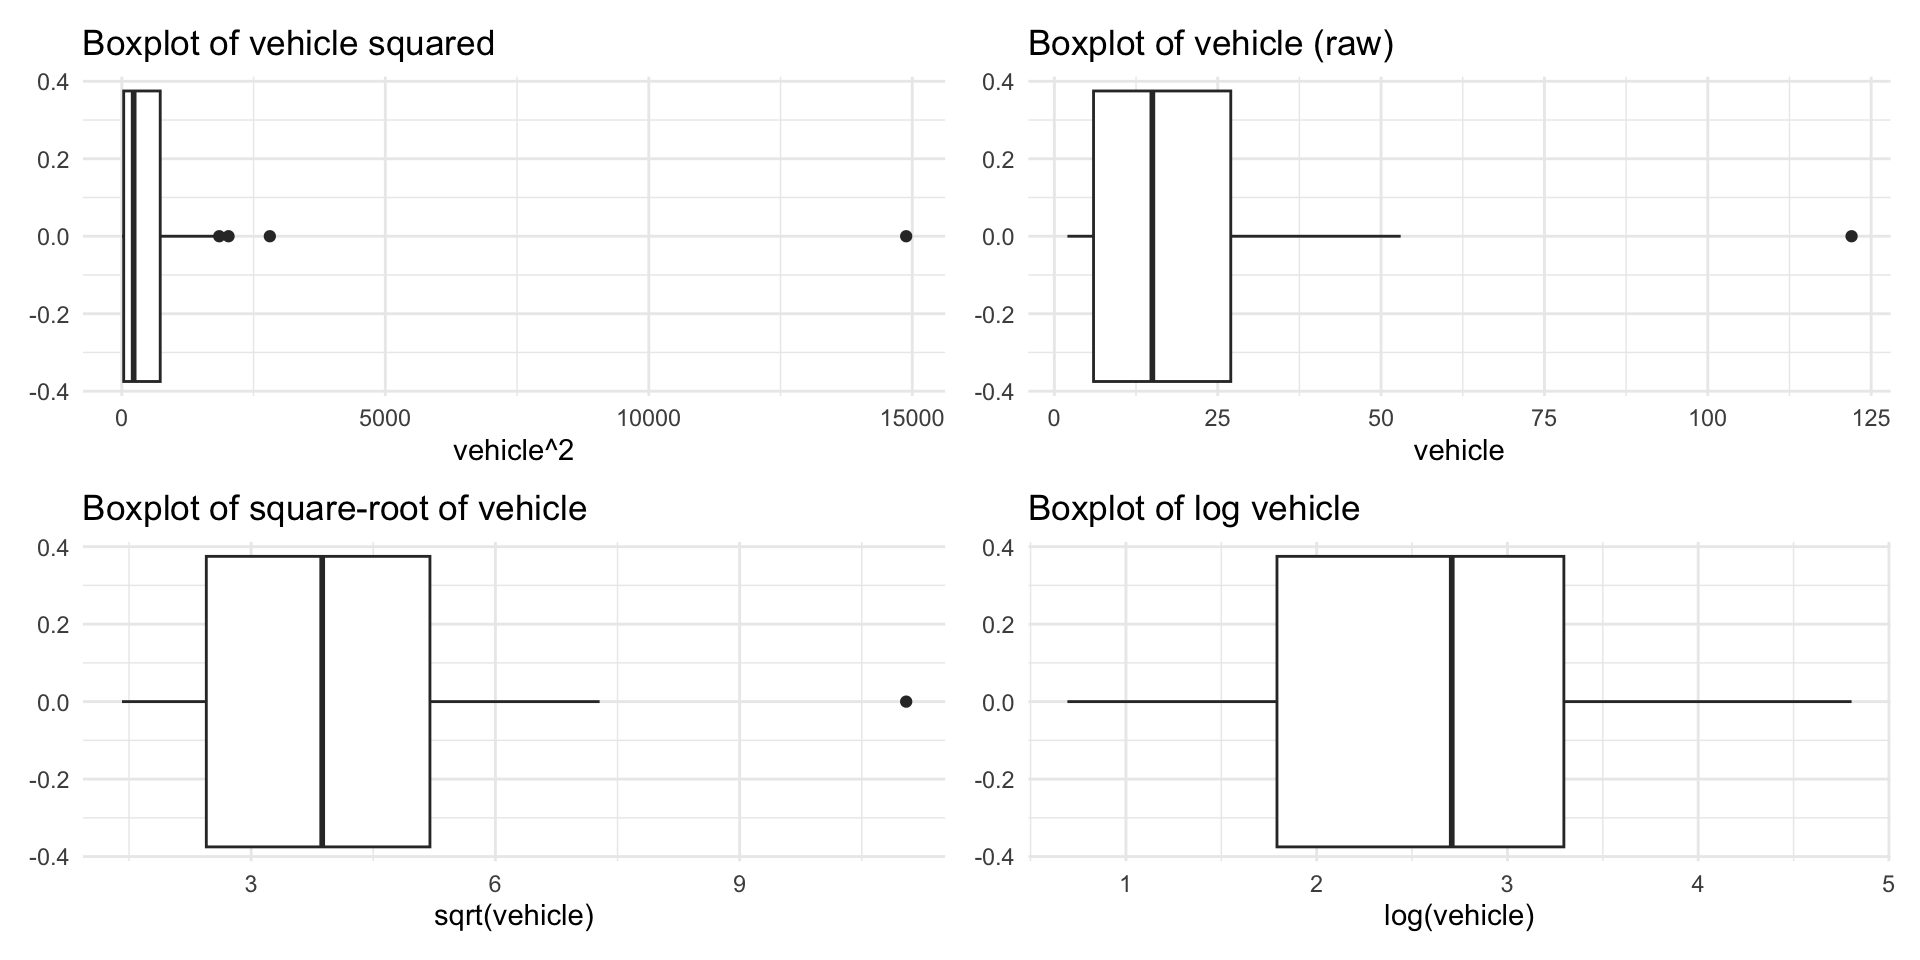 Boxplot of vehicle squared
0.4
0.2
0.0
-0.2
-0.4
0 5000 10000 15000
vehicle^2
Boxplot of vehicle (raw)
0.4
0.2
0.0
-0.2
-0.4
0 25 50 75 100 125
vehicle
Boxplot of square-root of vehicle
0.4
0.2
0.0
-0.2
-0.4
3 6 9
sqrt(vehicle)
Boxplot of log vehicle
0.4
0.2
0.0
-0.2
-0.4
1 2 3 4 5
log(vehicle)